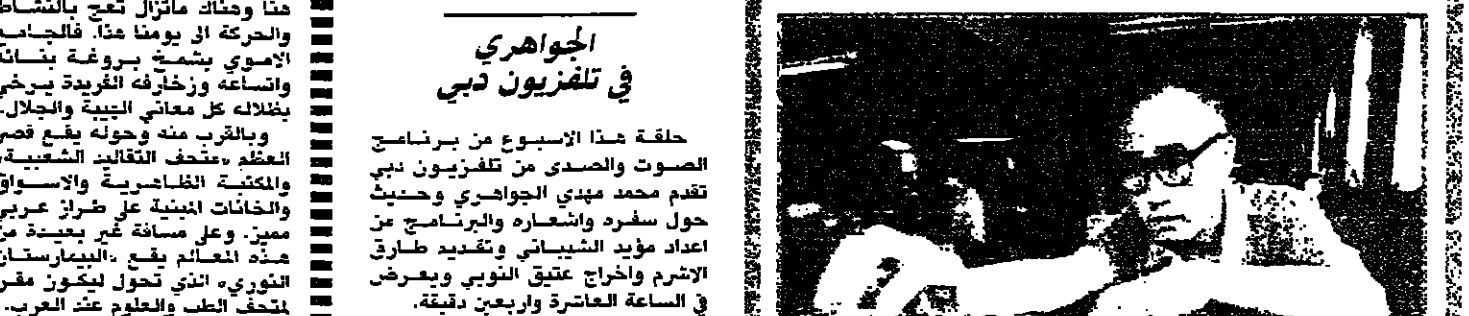 الجواهري
في تلفزيون دبي
حلقة هذا الاسبوع من برنامج
الصوت والصدى من تلفزيون دبي
تقدم محمد مهدي الجواهري وحديث
حول سفره واشعاره والبرنامج من
اعداد مؤيد الشيباني وتقديم طارق
الاشرم واخراج عتيق النوبي ويعرض
في الساعة العاشرة واربعين دقيقة.
هنا وهناك ماتزال تعج بالنشاط
والحركة الى يومنا هذا. فالجامع
الاموي يشمخ بروعة بنائه
واتساعه وزخارفه الفريدة يرخي
بظلاله كل معاني الهيبة والجلال.
وبالقرب منه وحوله يقع قصر
العظم «متحف التقاليد الشعبية»
والمكتبة الظاهرية والاسواق
والخانات المبنية على طراز عربي
مميز. وعلى مسافة غير بعيدة من
هذه المعالم يقع «البيمارستان
النوري» الذي تحول ليكون مقر
لمتحف الطب والعلوم عند العرب.